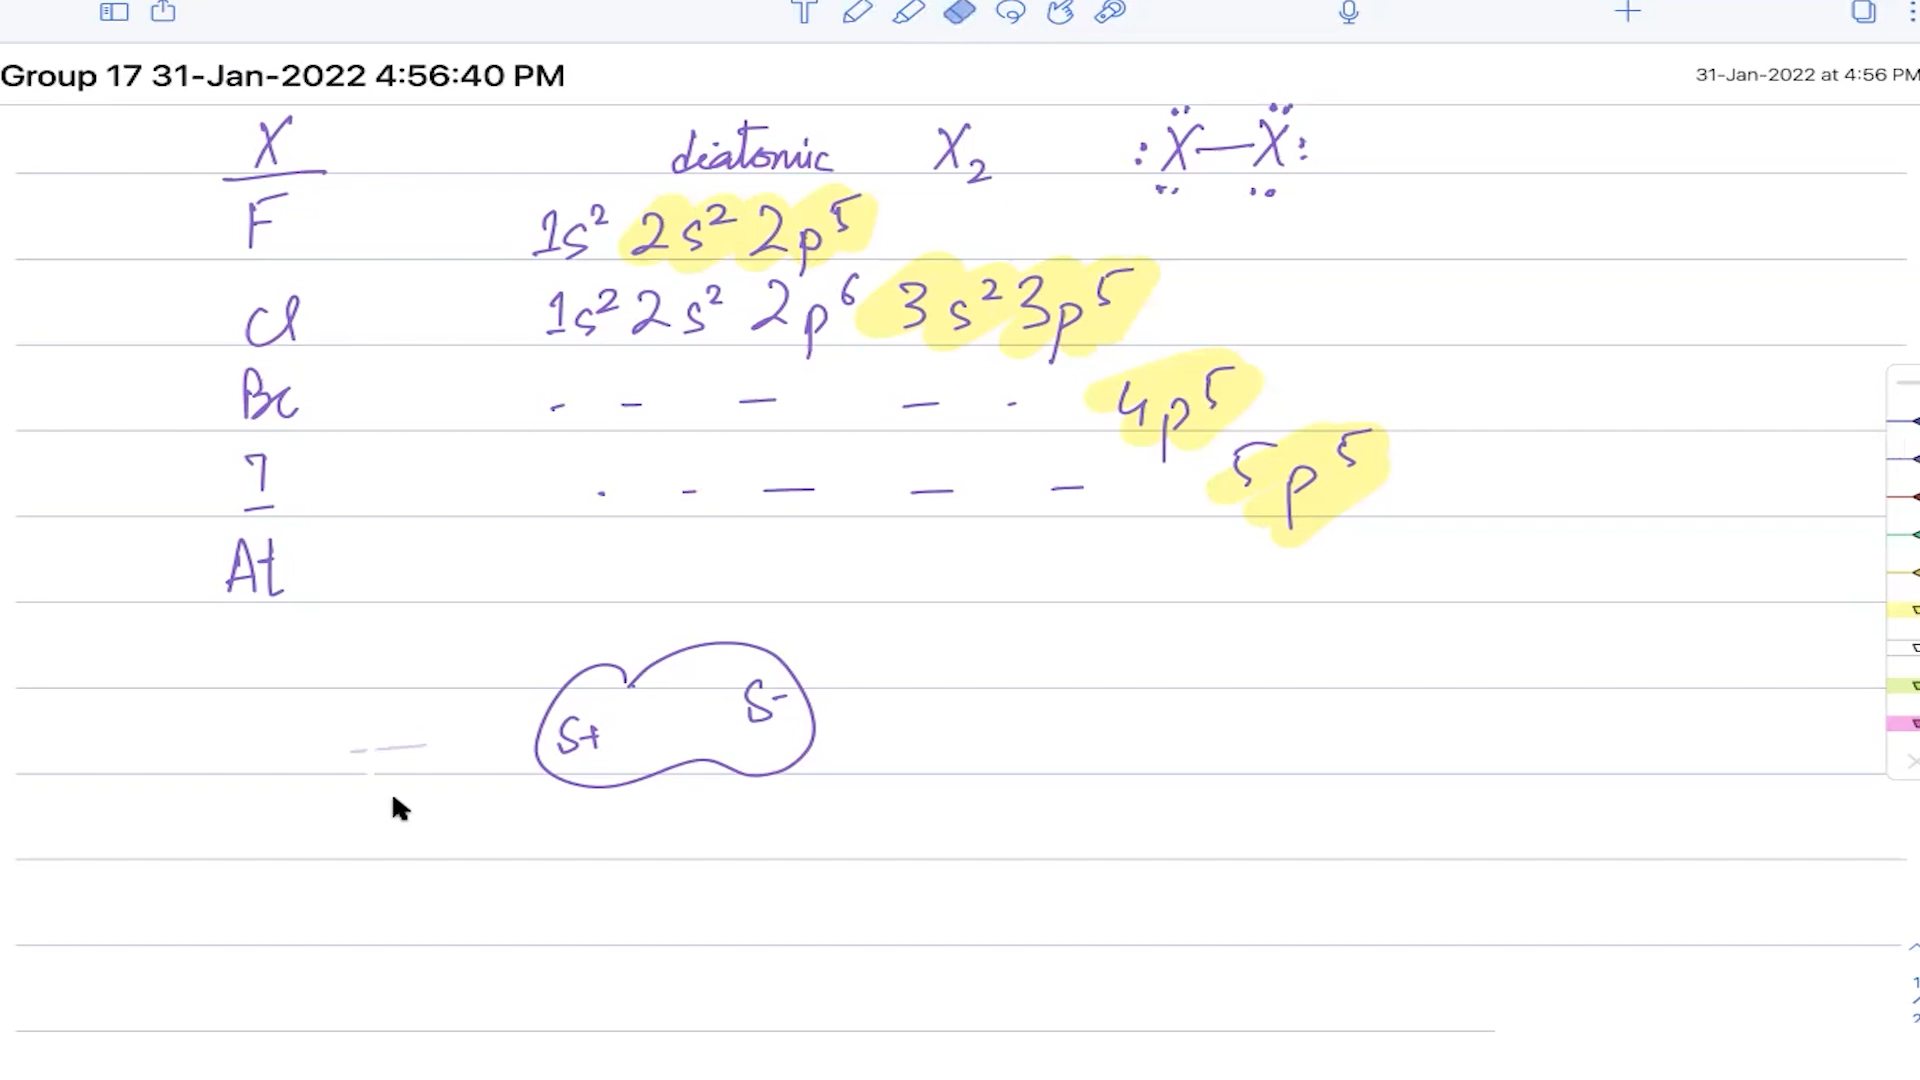 Group 17 31-Jan-2022 4:56:40 PM
31-Jan-2022 at 4:56 PM
X diatomic X₂ :X—X:
F 1s² 2s² 2p⁵
Cl 1s² 2s² 2p⁶ 3s² 3p⁵
Br - - - - - 4p⁵
I - - - - - 5p⁵
At
δ+ δ-